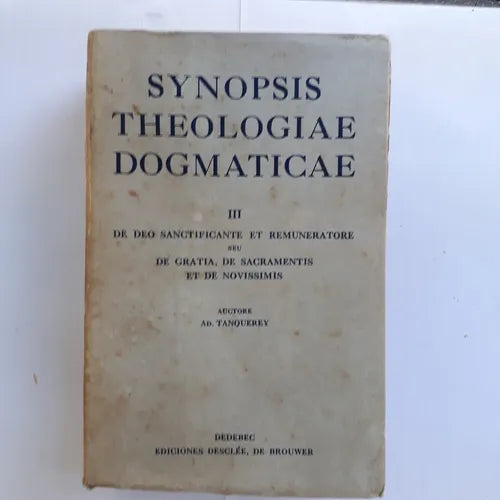 SYNOPSIS
THEOLOGIAE
DOGMATICAE
III
DE DEO SANCTIFICANTE ET REMUNERATORE
SEU
DE GRATIA, DE SACRAMENTIS
ET DE NOVISSIMIS
AUCTORE
AD. TANQUEREY
DEDEBEC
EDICIONES DESCLÉE, DE BROUWER